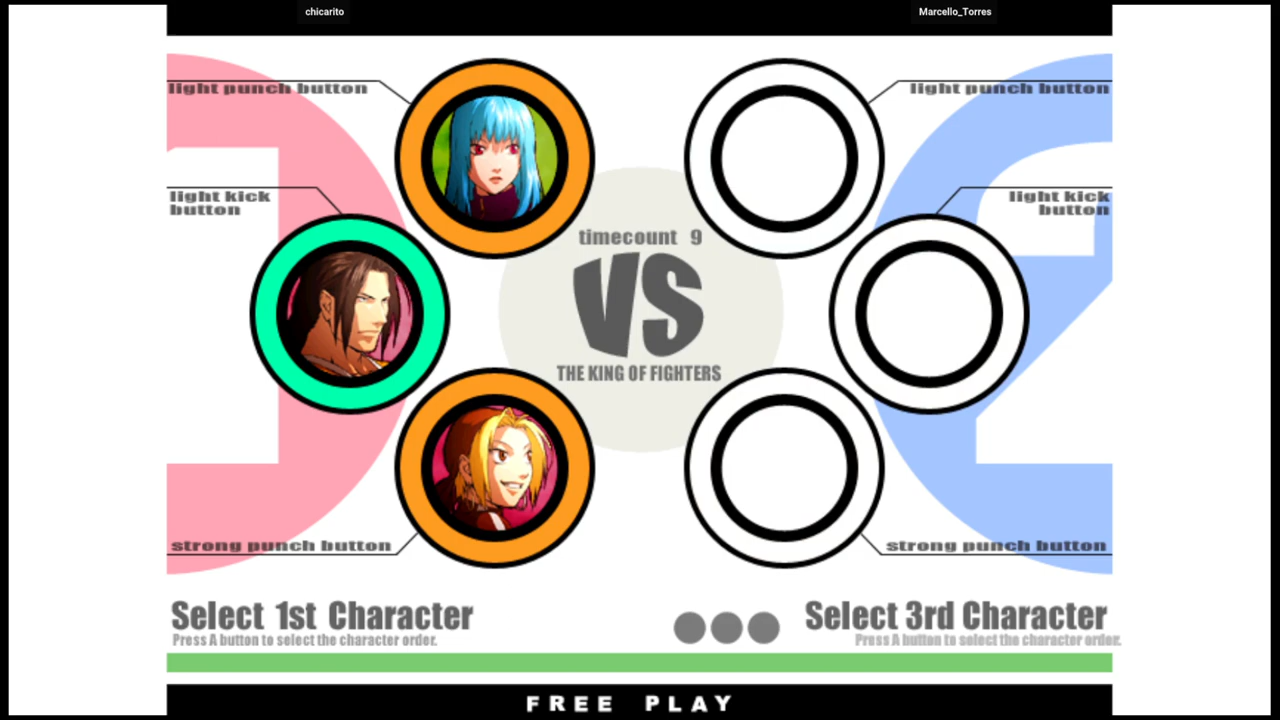 chicarito
Marcello_Torres
light punch button
light punch button
light kick
button
light kick
button
timecount 9
VS
THE KING OF FIGHTERS
strong punch button
strong punch button
Select 1st Character
Press A button to select the character order.
Select 3rd Character
Press A button to select the character order.
FREE PLAY